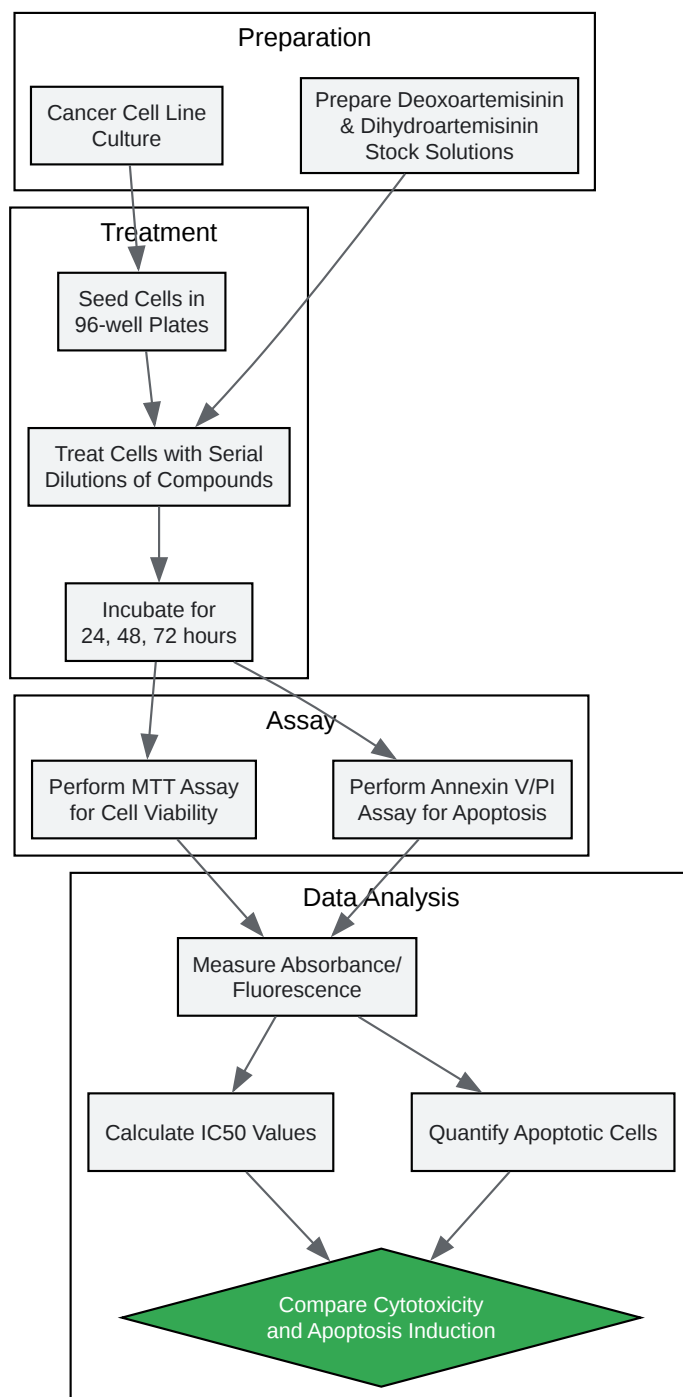 Preparation
Cancer Cell Line
Culture
Prepare Deoxoartemisinin
& Dihydroartemisinin
Stock Solutions
Treatment
Seed Cells in
96-well Plates
Treat Cells with Serial
Dilutions of Compounds
Incubate for
24, 48, 72 hours
Assay
Perform MTT Assay
for Cell Viability
Perform Annexin V/PI
Assay for Apoptosis
Data Analysis
Measure Absorbance/
Fluorescence
Calculate IC50 Values
Quantify Apoptotic Cells
Compare Cytotoxicity
and Apoptosis Induction